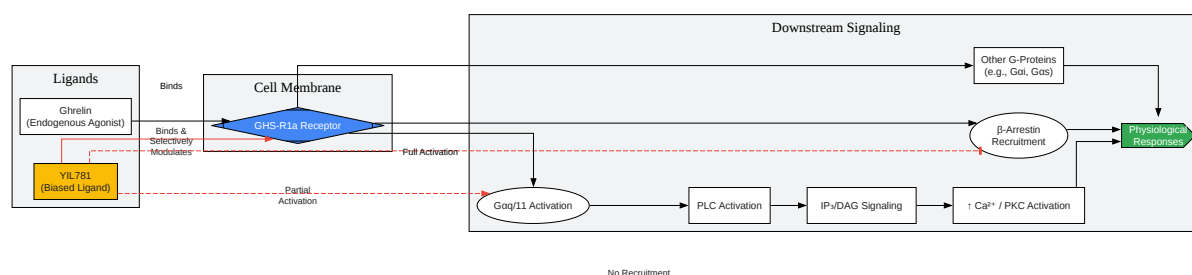 Downstream Signaling
Other G-Proteins
(e.g., Gαi, Gαs)
Ligands
Binds
Cell Membrane
Ghrelin
(Endogenous Agonist)
GHS-R1a Receptor
Binds &
Selectively
Modulates
Full Activation
β-Arrestin
Recruitment
Physiological
Responses
YIL781
(Biased Ligand)
Partial
Activation
Gαq/11 Activation
PLC Activation
IP₃/DAG Signaling
↑ Ca²⁺ / PKC Activation
No Recruitment